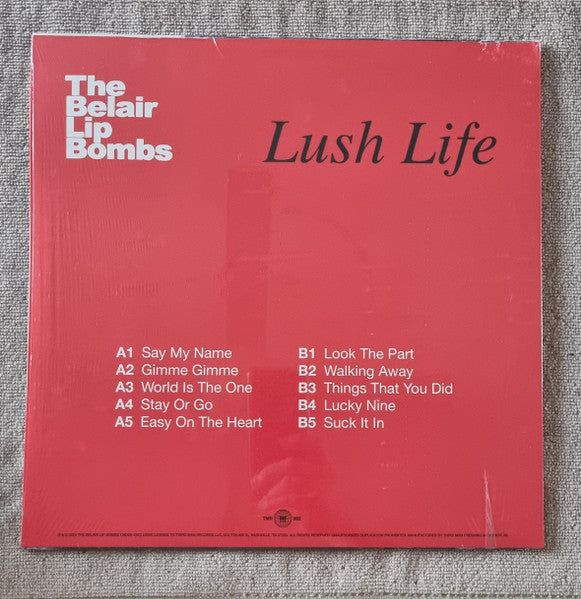 The
Belair
Lip
Bombs
Lush Life
A1 Say My Name
A2 Gimme Gimme
A3 World Is The One
A4 Stay Or Go
A5 Easy On The Heart
B1 Look The Part
B2 Walking Away
B3 Things That You Did
B4 Lucky Nine
B5 Suck It In
TMR